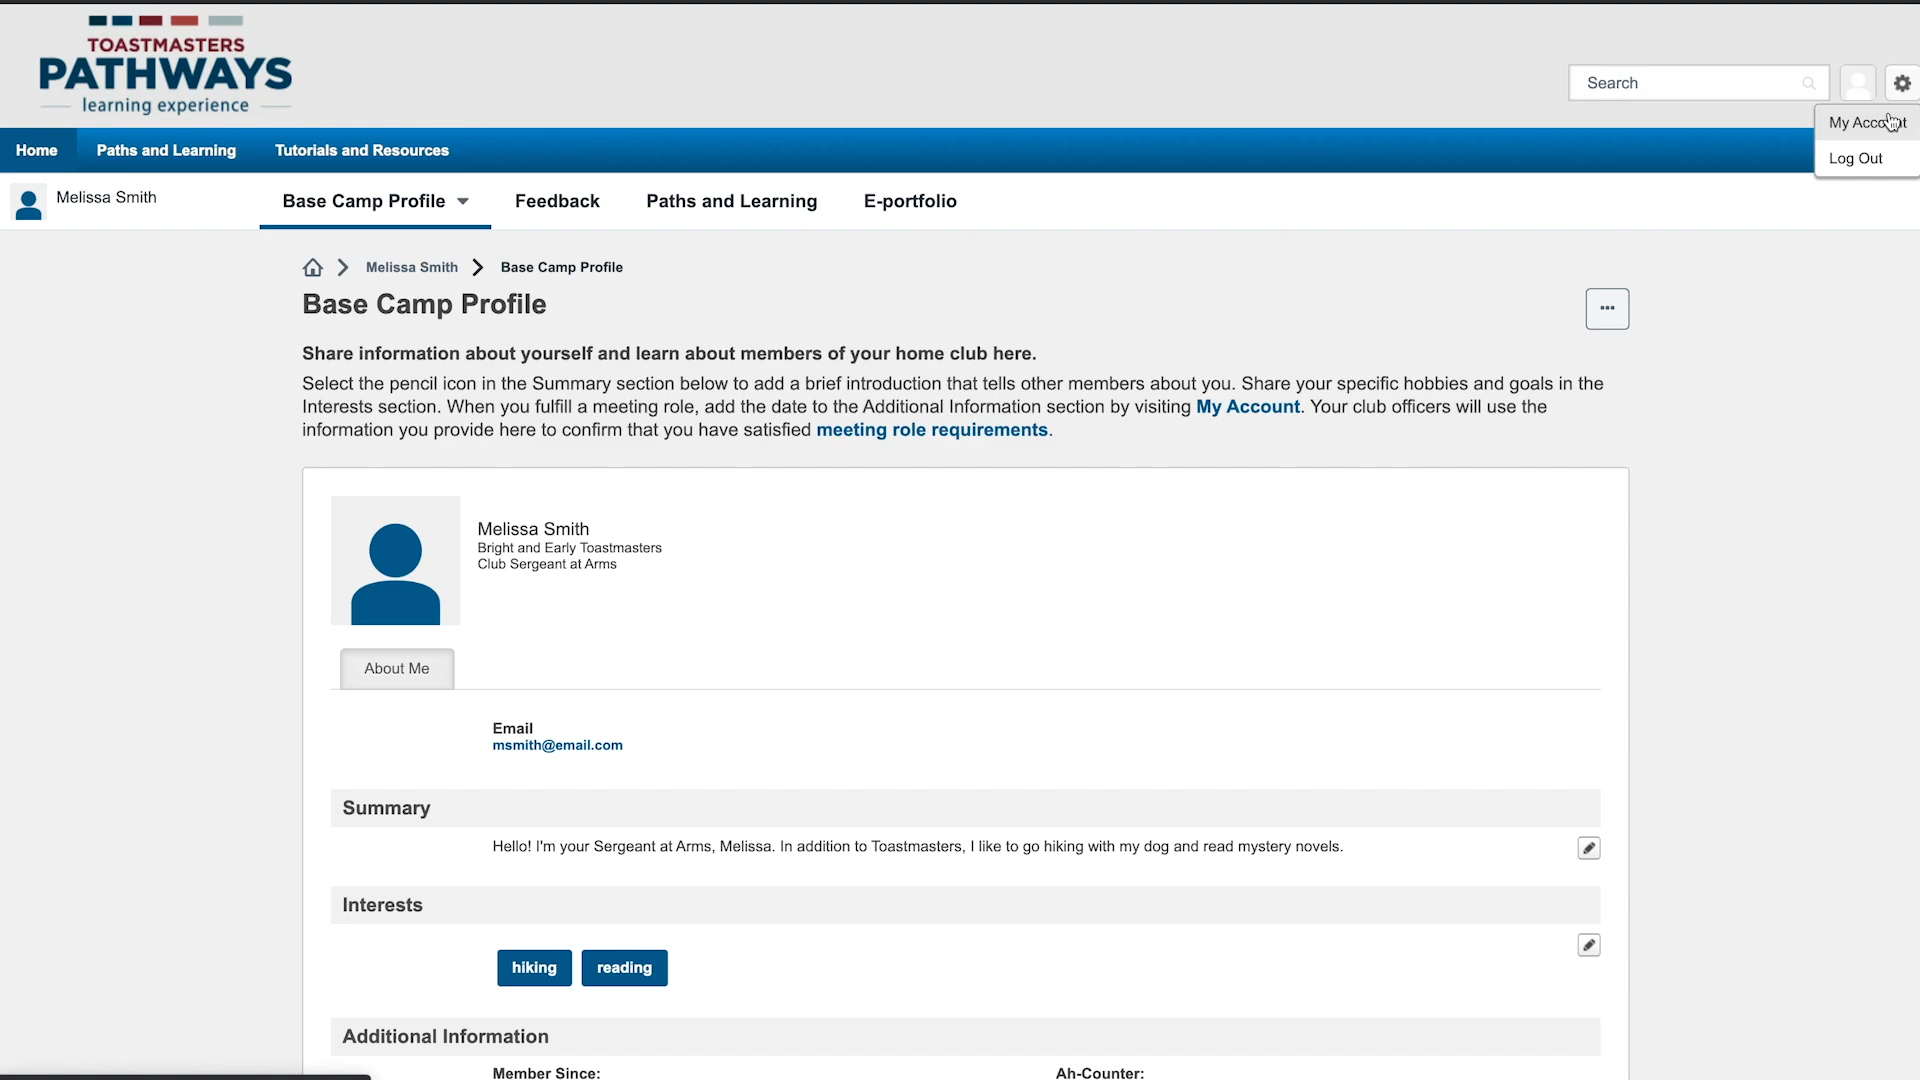 TOASTMASTERS
PATHWAYS
learning experience
Search
My Account
Log Out
Home
Paths and Learning
Tutorials and Resources
Melissa Smith
Base Camp Profile
Feedback
Paths and Learning
E-portfolio
Melissa Smith
Base Camp Profile
Base Camp Profile
Share information about yourself and learn about members of your home club here.
Select the pencil icon in the Summary section below to add a brief introduction that tells other members about you. Share your specific hobbies and goals in the
Interests section. When you fulfill a meeting role, add the date to the Additional Information section by visiting My Account. Your club officers will use the
information you provide here to confirm that you have satisfied meeting role requirements.
Melissa Smith
Bright and Early Toastmasters
Club Sergeant at Arms
About Me
Email
msmith@email.com
Summary
Hello! I'm your Sergeant at Arms, Melissa. In addition to Toastmasters, I like to go hiking with my dog and read mystery novels.
Interests
hiking
reading
Additional Information
Member Since:
Ah-Counter: